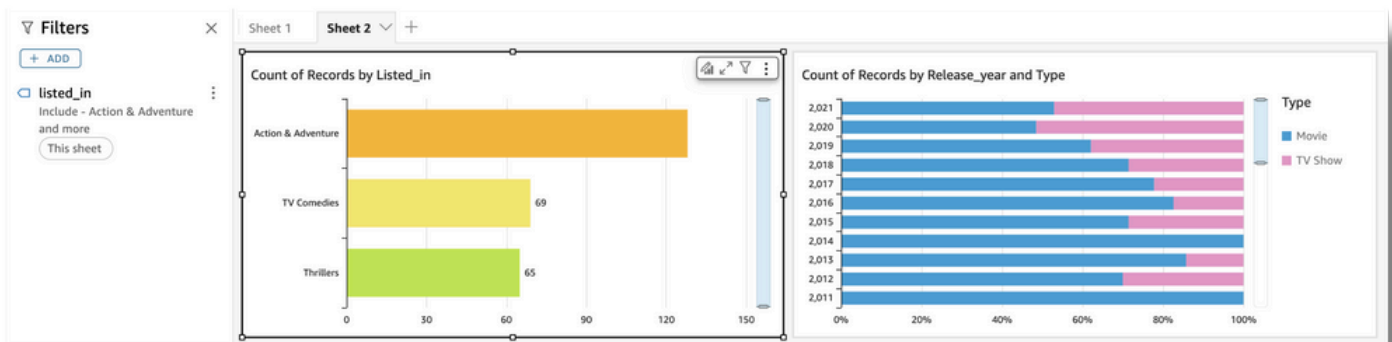 Filters
+ ADD
listed_in
Include - Action & Adventure
and more
This sheet
Sheet 1
Sheet 2
Count of Records by Listed_in
Action & Adventure
TV Comedies
69
Thrillers
65
0 30 60 90 120 150
Count of Records by Release_year and Type
2,021
2,020
2,019
2,018
2,017
2,016
2,015
2,014
2,013
2,012
2,011
0% 20% 40% 60% 80% 100%
Type
Movie
TV Show